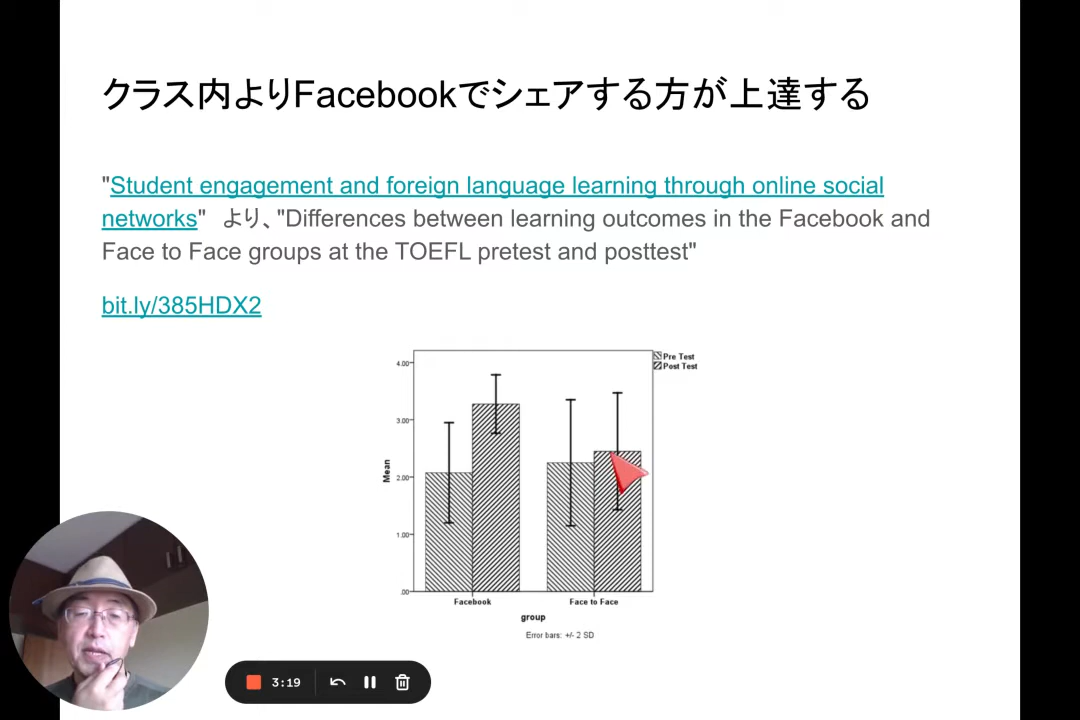 クラス内よりFacebookでシェアする方が上達する
"Student engagement and foreign language learning through online social
networks"　より、"Differences between learning outcomes in the Facebook and
Face to Face groups at the TOEFL pretest and posttest"
bit.ly/385HDX2
Pre Test
Post Test
4.00
3.00
2.00
1.00
.00
Mean
Facebook
Face to Face
group
Error bars: +/- 2 SD
3:19